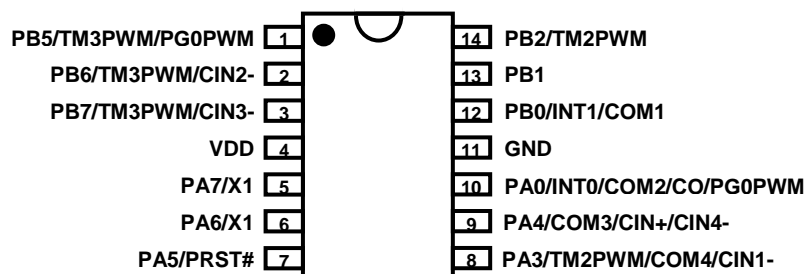 PB5/TM3PWM/PG0PWM 1 14 PB2/TM2PWM
PB6/TM3PWM/CIN2- 2 13 PB1
PB7/TM3PWM/CIN3- 3 12 PB0/INT1/COM1
VDD 4 11 GND
PA7/X1 5 10 PA0/INT0/COM2/CO/PG0PWM
PA6/X1 6 9 PA4/COM3/CIN+/CIN4-
PA5/PRST# 7 8 PA3/TM2PWM/COM4/CIN1-